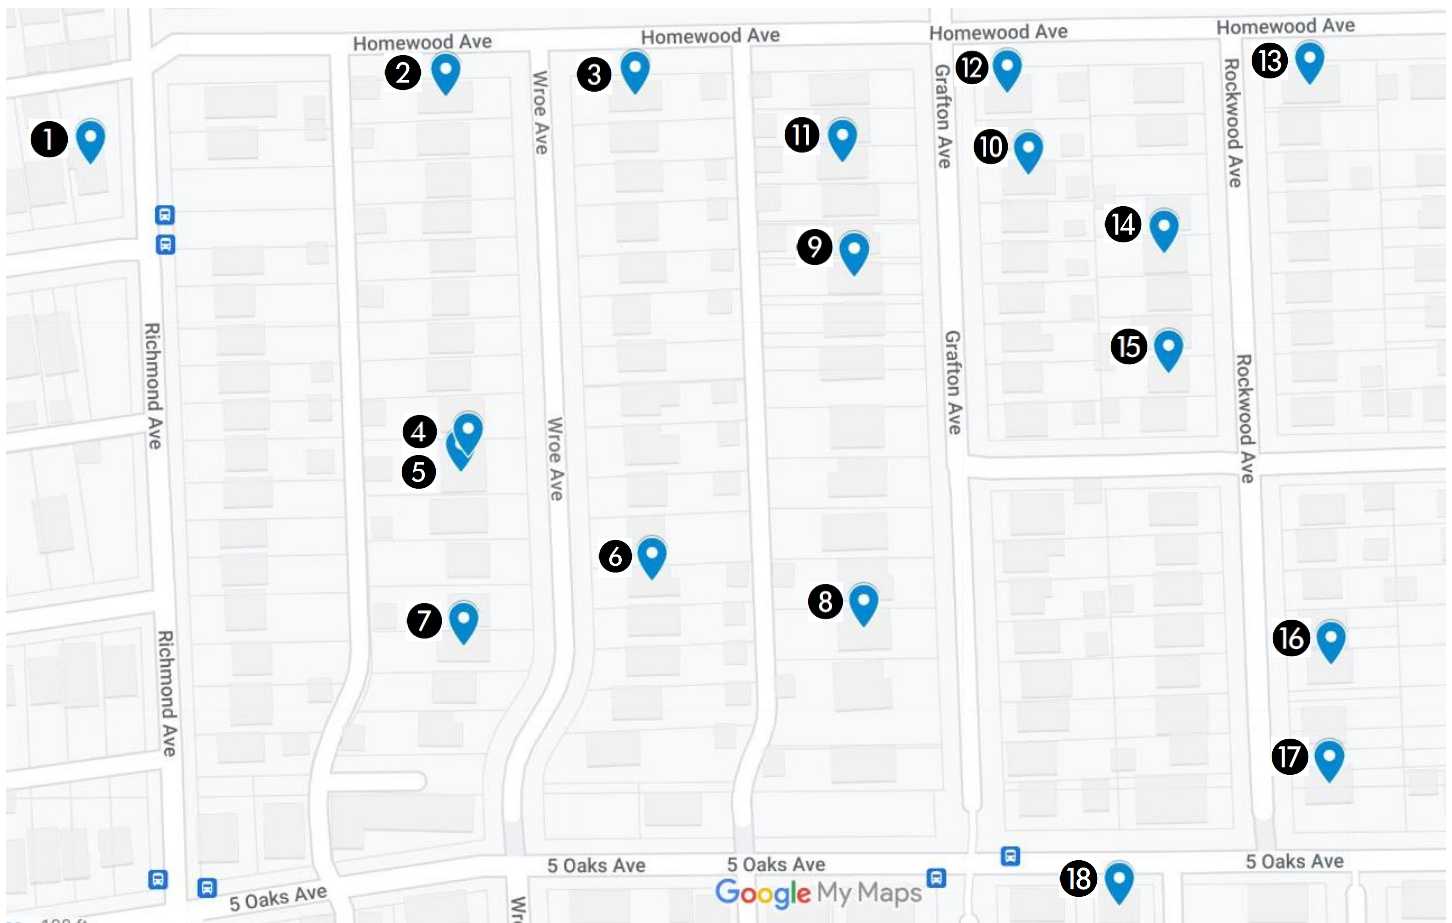 Homewood Ave
Homewood Ave
Homewood Ave
Homewood Ave
2
3
12
13
1
11
10
Wroe Ave
Grafton Ave
Rockwood Ave
14
9
15
Richmond Ave
Grafton Ave
Rockwood Ave
4
5
Wroe Ave
6
8
7
16
Richmond Ave
17
5 Oaks Ave
5 Oaks Ave
5 Oaks Ave
18
5 Oaks Ave
Google My Maps
Wr